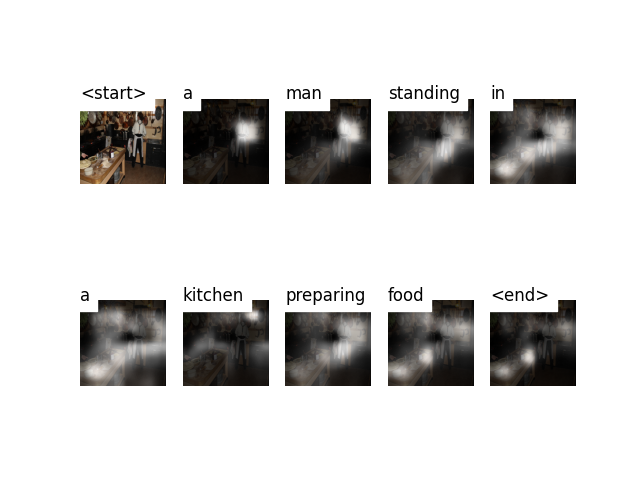 <start> a man standing in
a kitchen preparing food <end>